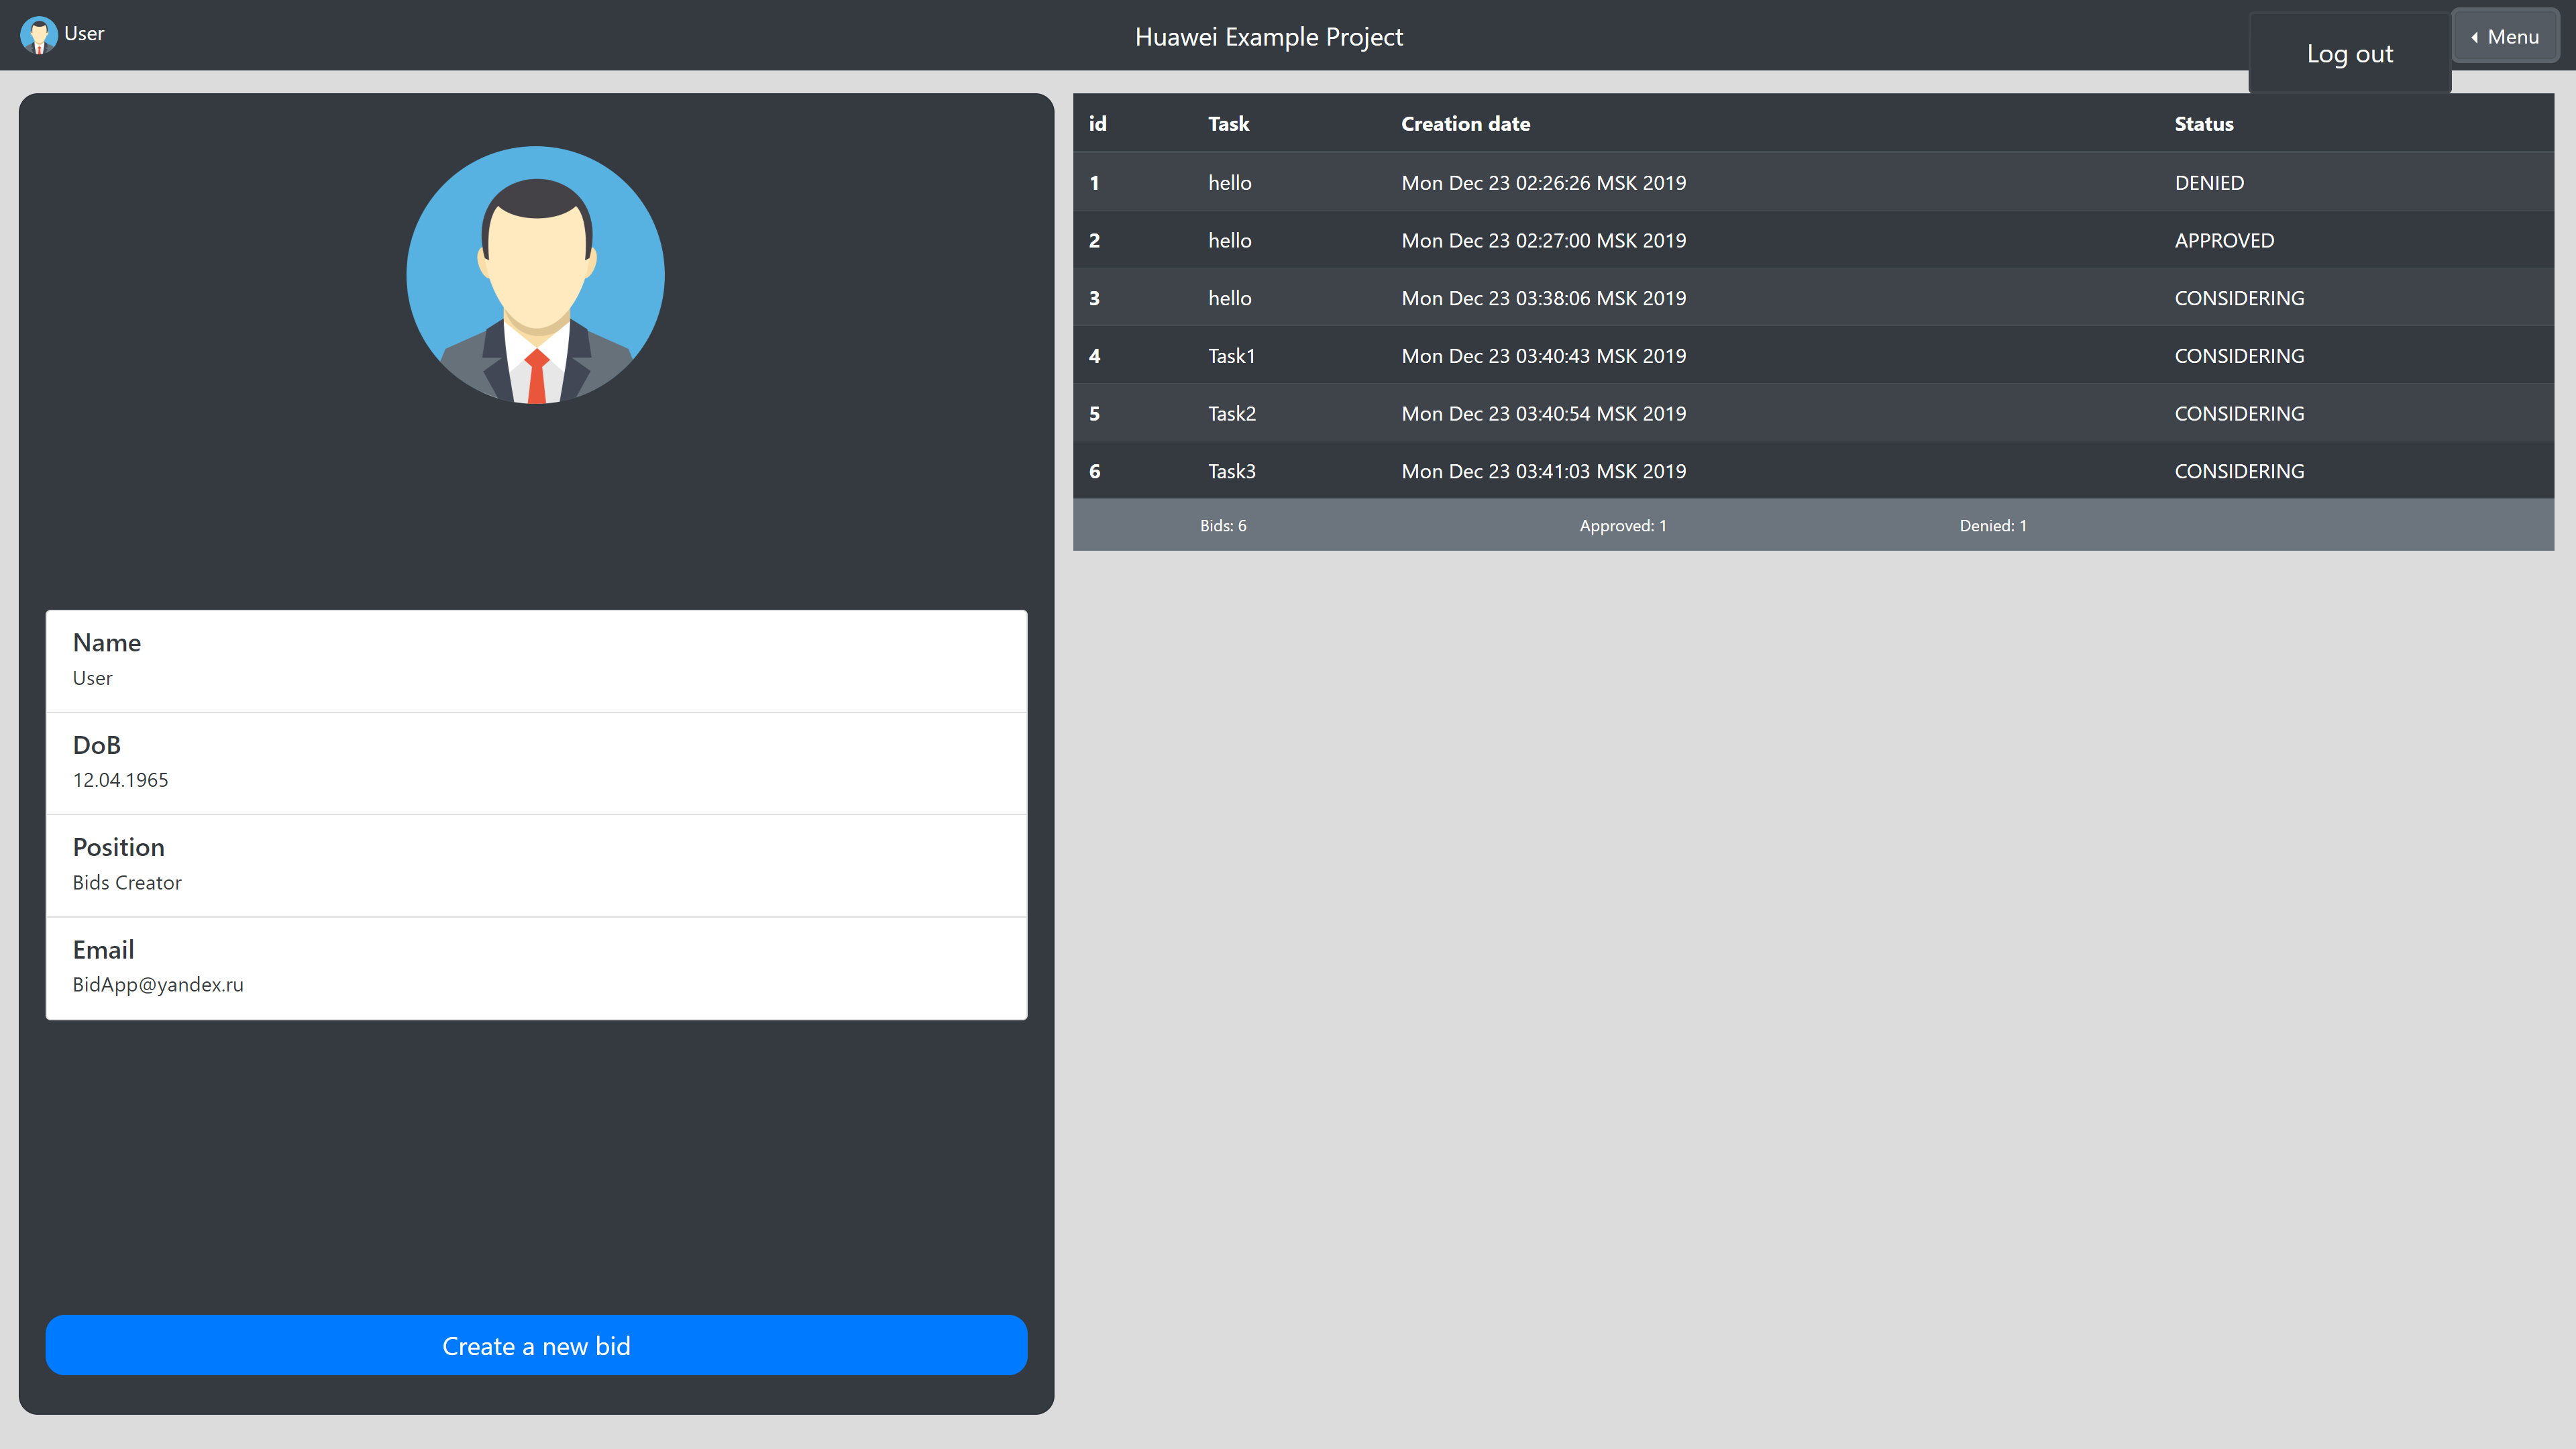 User
Huawei Example Project
Log out
Menu
Name
User
DoB
12.04.1965
Position
Bids Creator
Email
BidApp@yandex.ru
Create a new bid
id Task Creation date Status
1 hello Mon Dec 23 02:26:26 MSK 2019 DENIED
2 hello Mon Dec 23 02:27:00 MSK 2019 APPROVED
3 hello Mon Dec 23 03:38:06 MSK 2019 CONSIDERING
4 Task1 Mon Dec 23 03:40:43 MSK 2019 CONSIDERING
5 Task2 Mon Dec 23 03:40:54 MSK 2019 CONSIDERING
6 Task3 Mon Dec 23 03:41:03 MSK 2019 CONSIDERING
Bids: 6 Approved: 1 Denied: 1